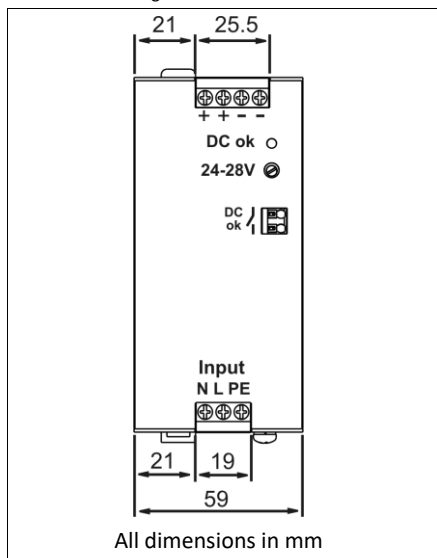 21 25.5
+ + - -
DC ok
24-28V
DC
ok
Input
N L PE
21 19
59
All dimensions in mm